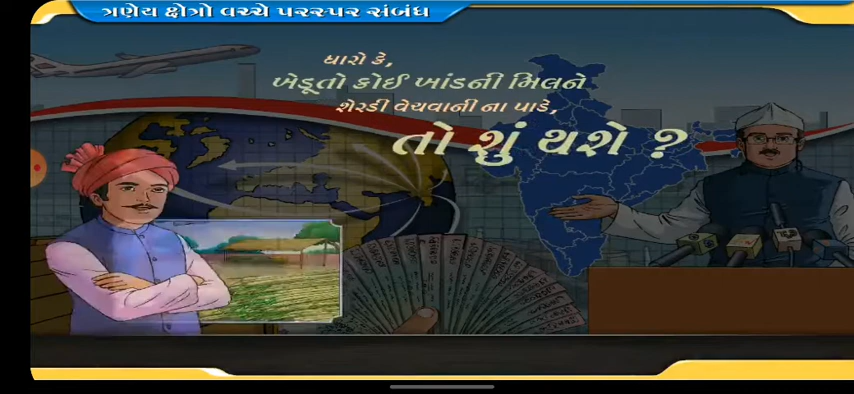 ત્રણેય ક્ષેત્રો વચ્ચે પરસ્પર સંબંધ
ધારો કે,
ખેડૂતો કોઈ ખાંડની મિલને
શેરડી વેચવાની ના પાડે,
તો શું થશે ?